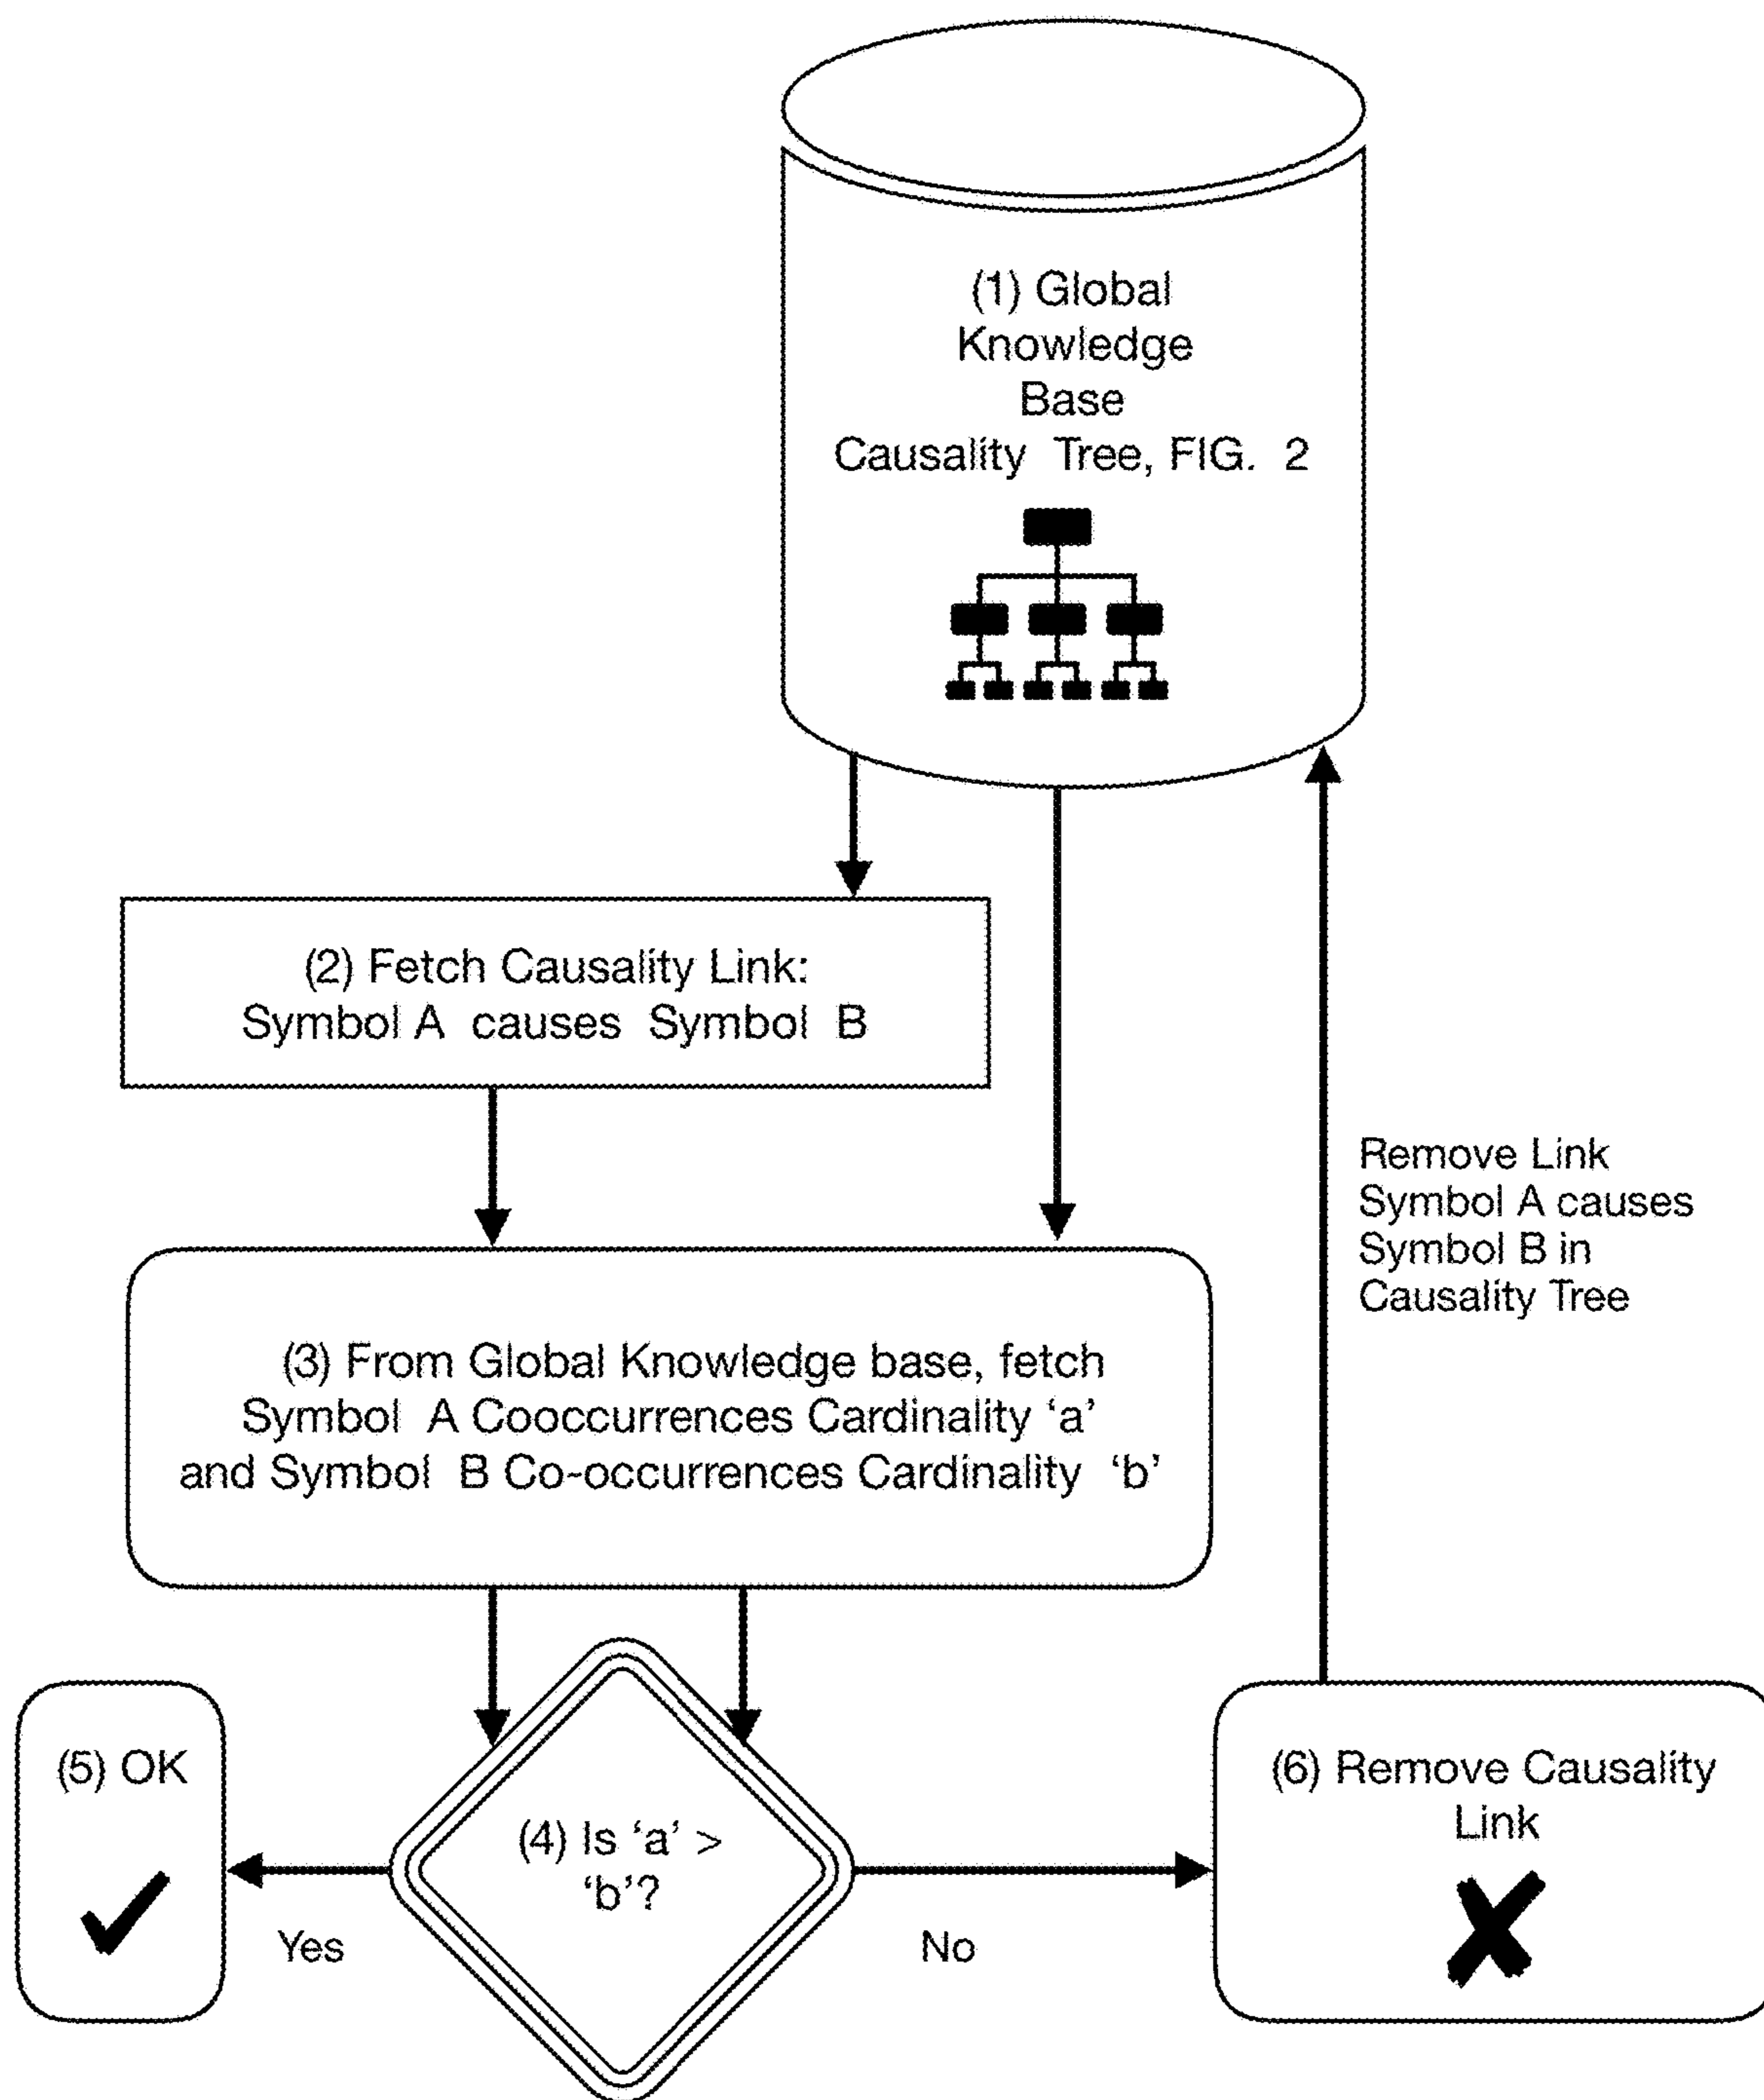 (1) Global
Knowledge
Base
Causality Tree, FIG. 2
(2) Fetch Causality Link:
Symbol A causes Symbol B
Remove Link
Symbol A causes
Symbol B in
Causality Tree
(3) From Global Knowledge base, fetch
Symbol A Cooccurrences Cardinality ‘a’
and Symbol B Co-occurrences Cardinality ‘b’
(5) OK
Yes
(4) Is ‘a’ >
‘b’?
No
(6) Remove Causality
Link